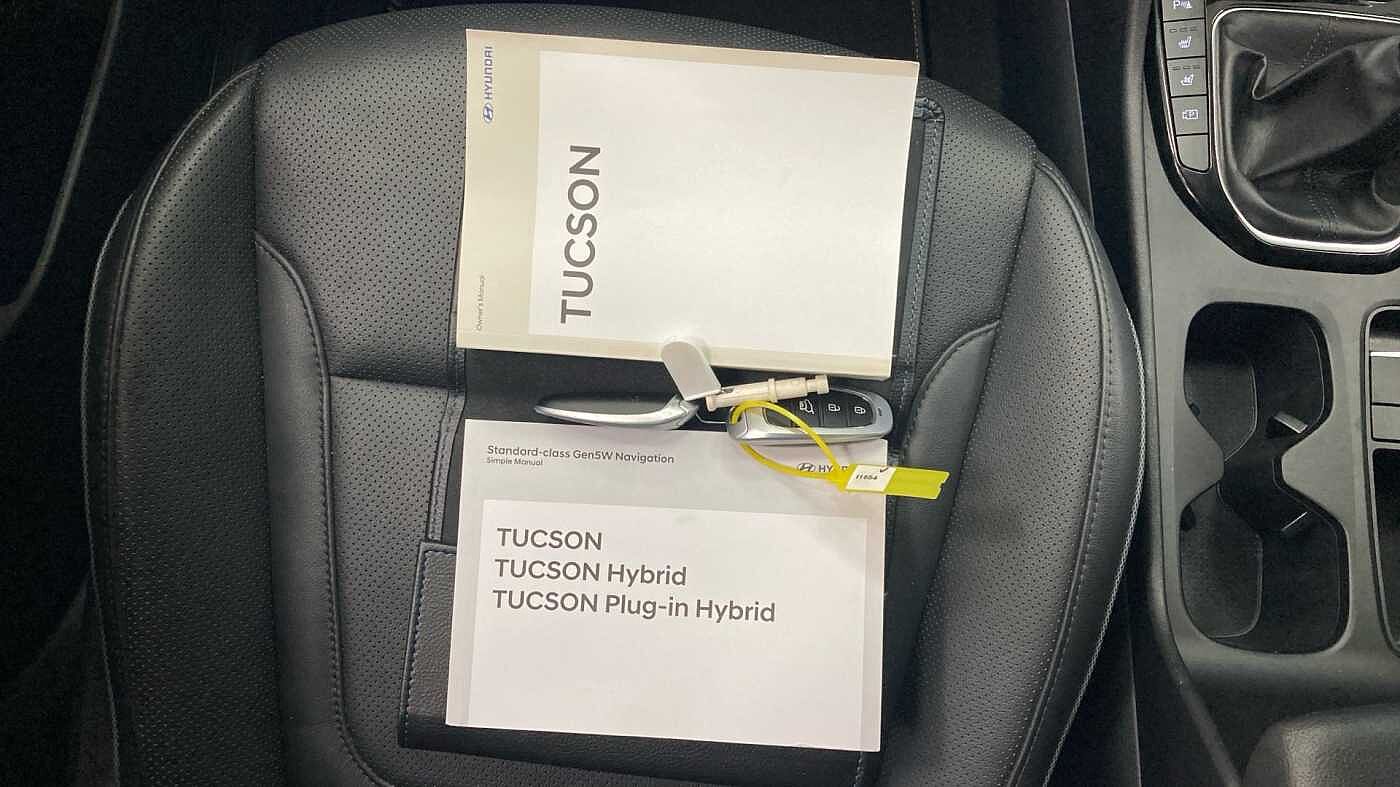 HYUNDAI
TUCSON
Owner's Manual
Standard-class Gen5W Navigation
Simple Manual
TUCSON
TUCSON Hybrid
TUCSON Plug-in Hybrid
P